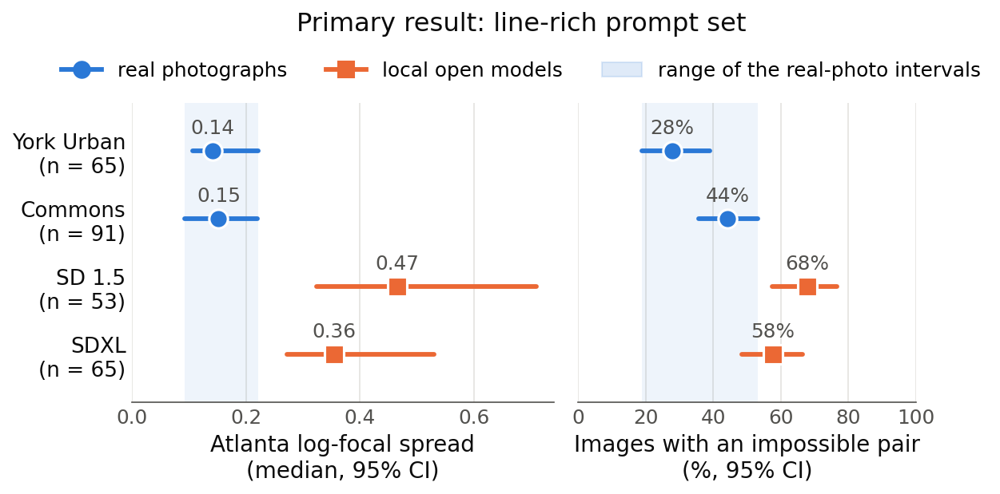 Primary result: line-rich prompt set
real photographs
local open models
range of the real-photo intervals
York Urban
(n = 65)
Commons
(n = 91)
SD 1.5
(n = 53)
SDXL
(n = 65)
0.14
0.15
0.47
0.36
0.0 0.2 0.4 0.6
Atlanta log-focal spread
(median, 95% CI)
28%
44%
68%
58%
0 20 40 60 80 100
Images with an impossible pair
(%, 95% CI)